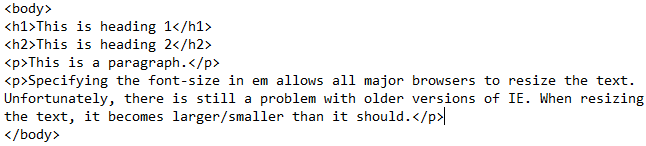 <body>
<h1>This is heading 1</h1>
<h2>This is heading 2</h2>
<p>This is a paragraph.</p>
<p>Specifying the font-size in em allows all major browsers to resize the text.
Unfortunately, there is still a problem with older versions of IE. When resizing
the text, it becomes larger/smaller than it should.</p>
</body>